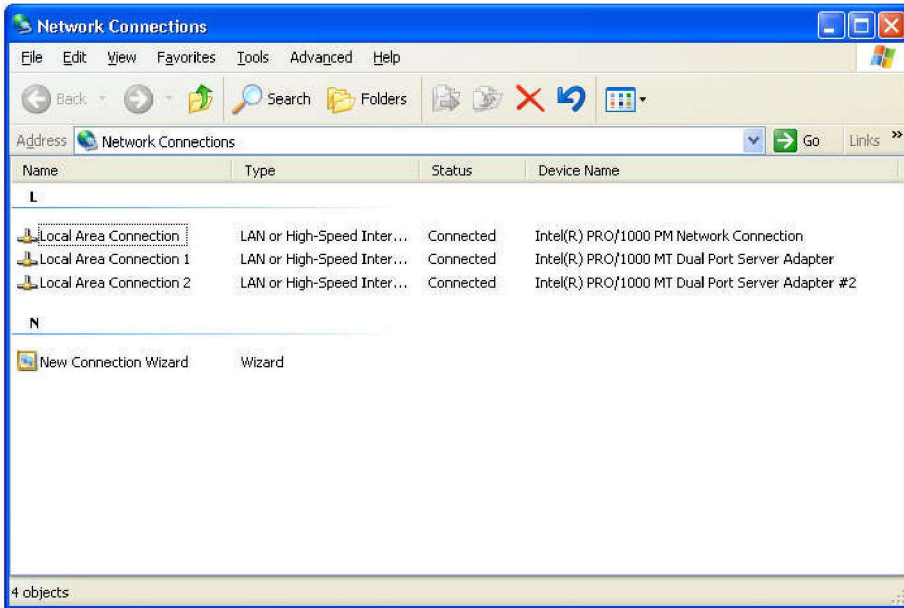 Network Connections
File Edit View Favorites Tools Advanced Help
Back Search Folders
Address Network Connections Go Links »
Name Type Status Device Name
L
Local Area Connection LAN or High-Speed Inter... Connected Intel(R) PRO/1000 PM Network Connection
Local Area Connection 1 LAN or High-Speed Inter... Connected Intel(R) PRO/1000 MT Dual Port Server Adapter
Local Area Connection 2 LAN or High-Speed Inter... Connected Intel(R) PRO/1000 MT Dual Port Server Adapter #2
N
New Connection Wizard Wizard
4 objects